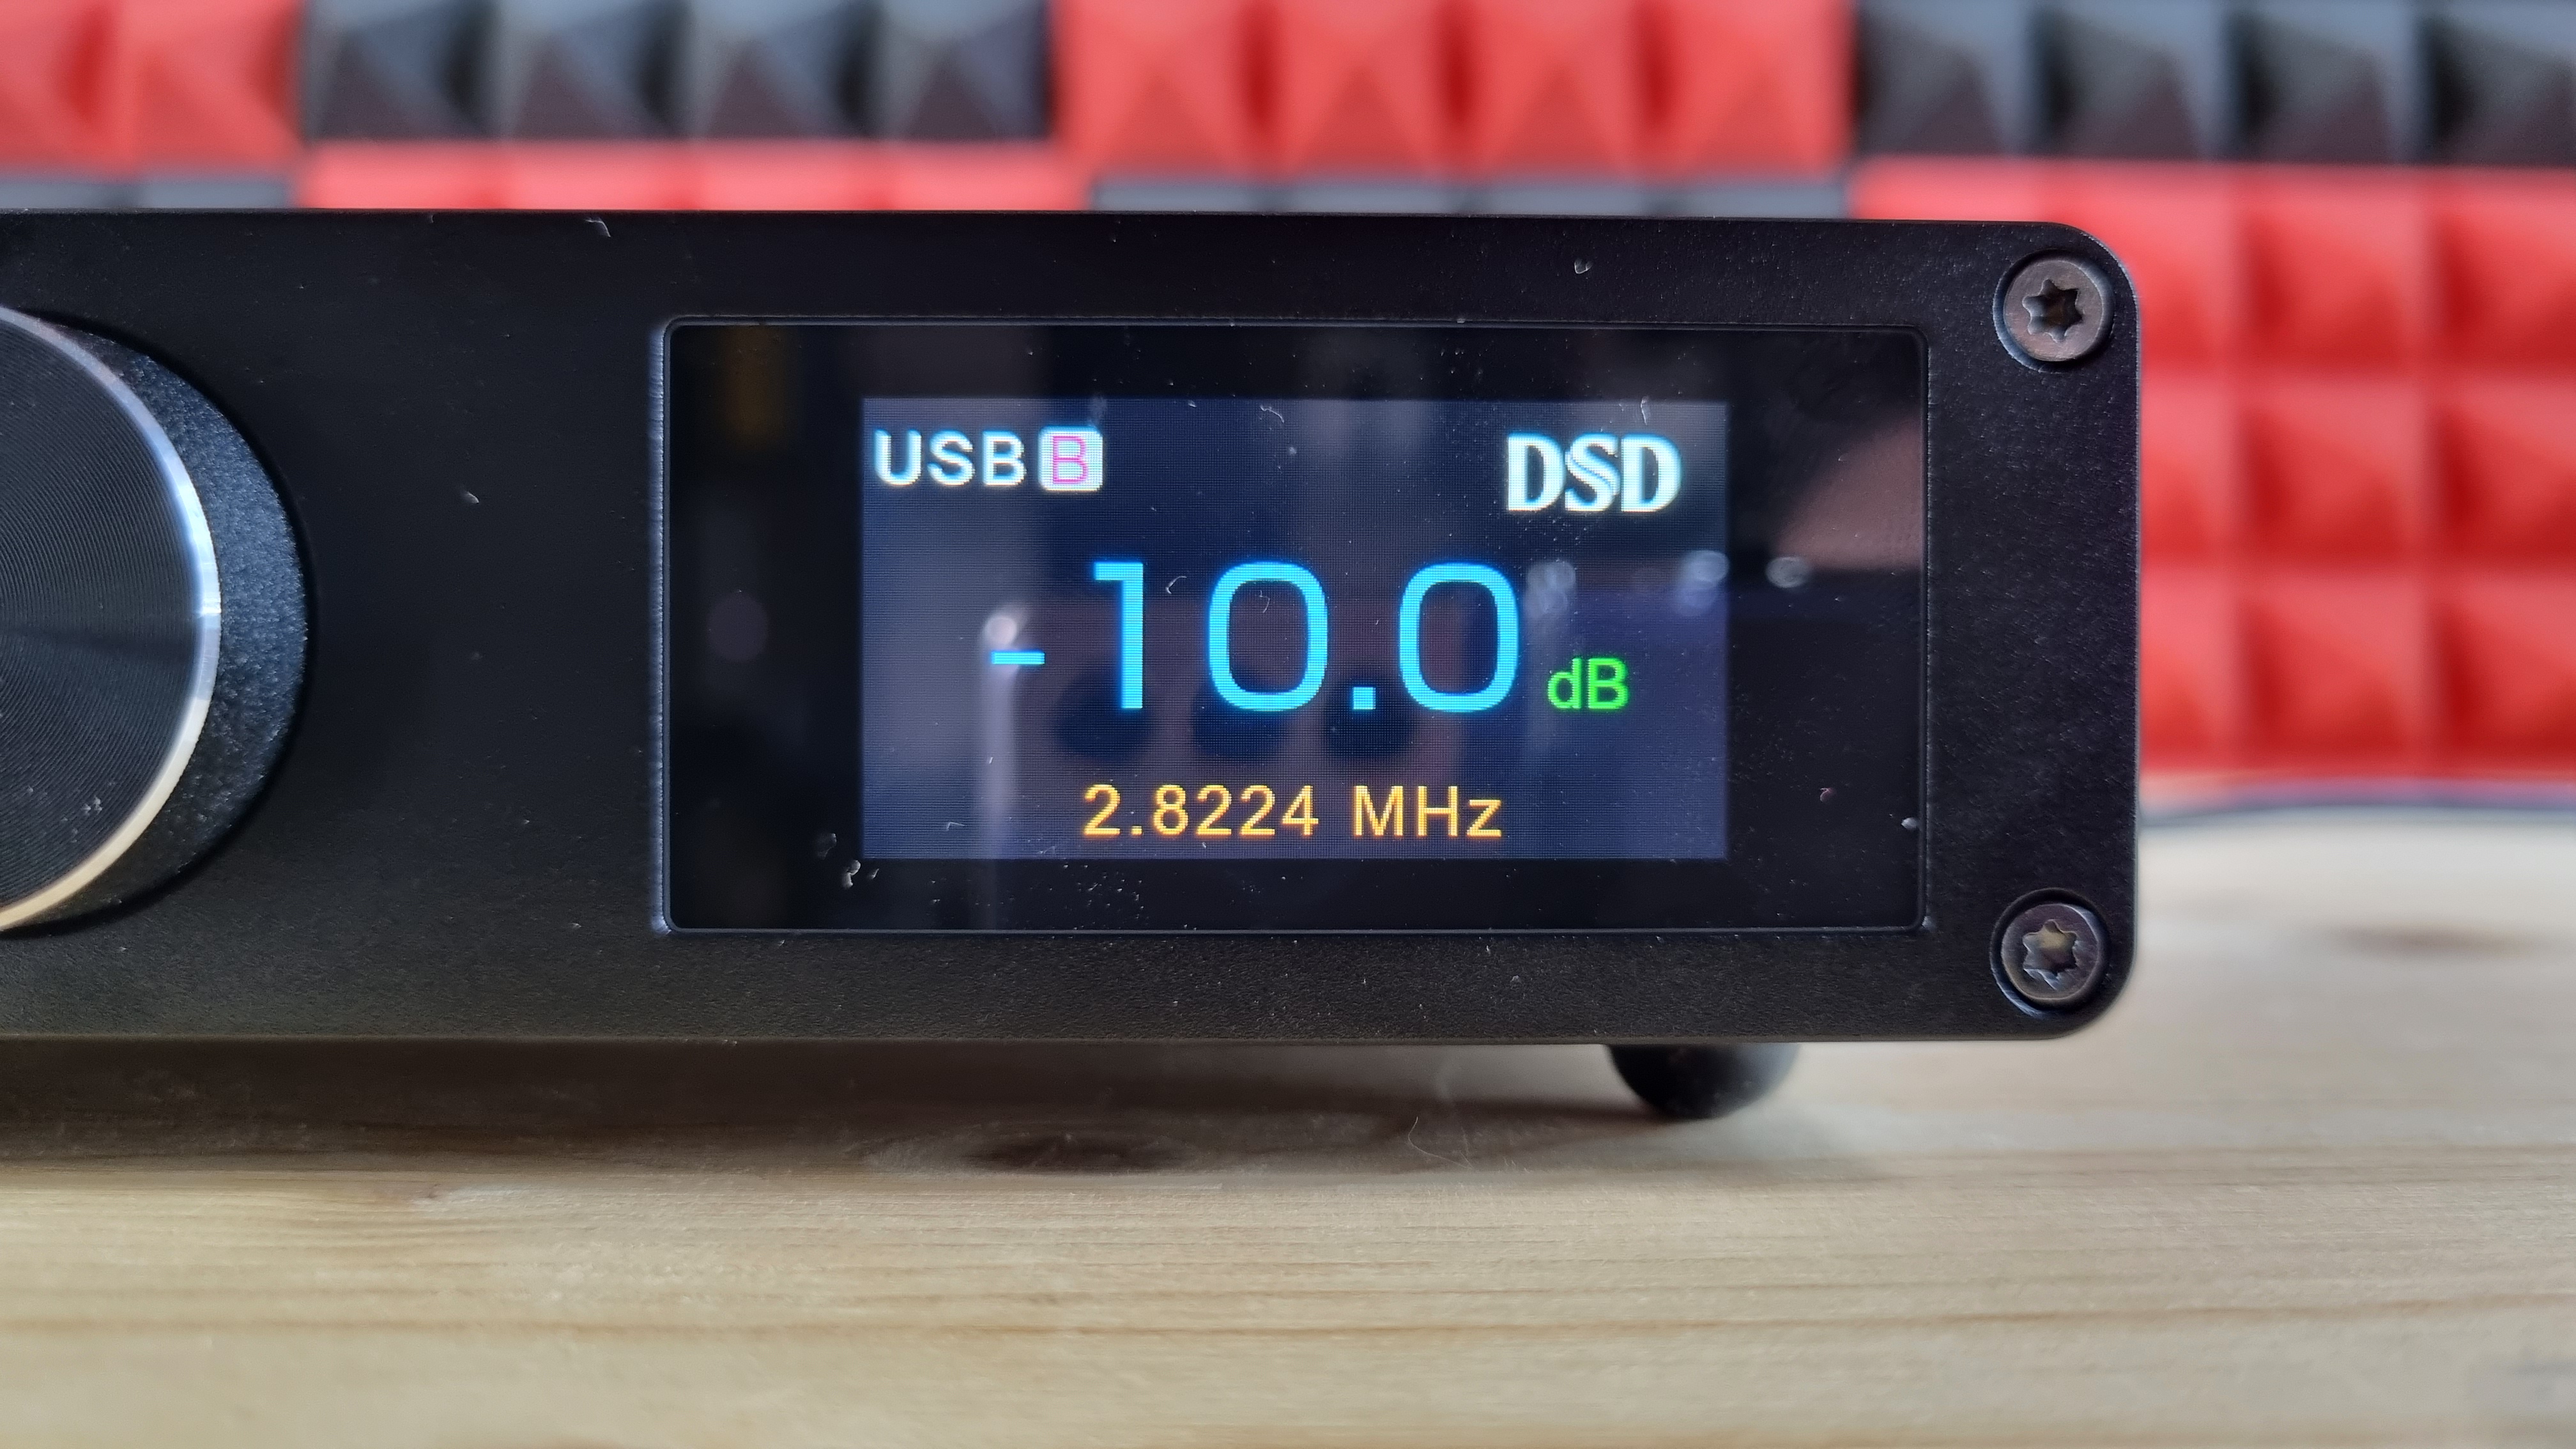 USB B DSD
-10.0 dB
2.8224 MHz